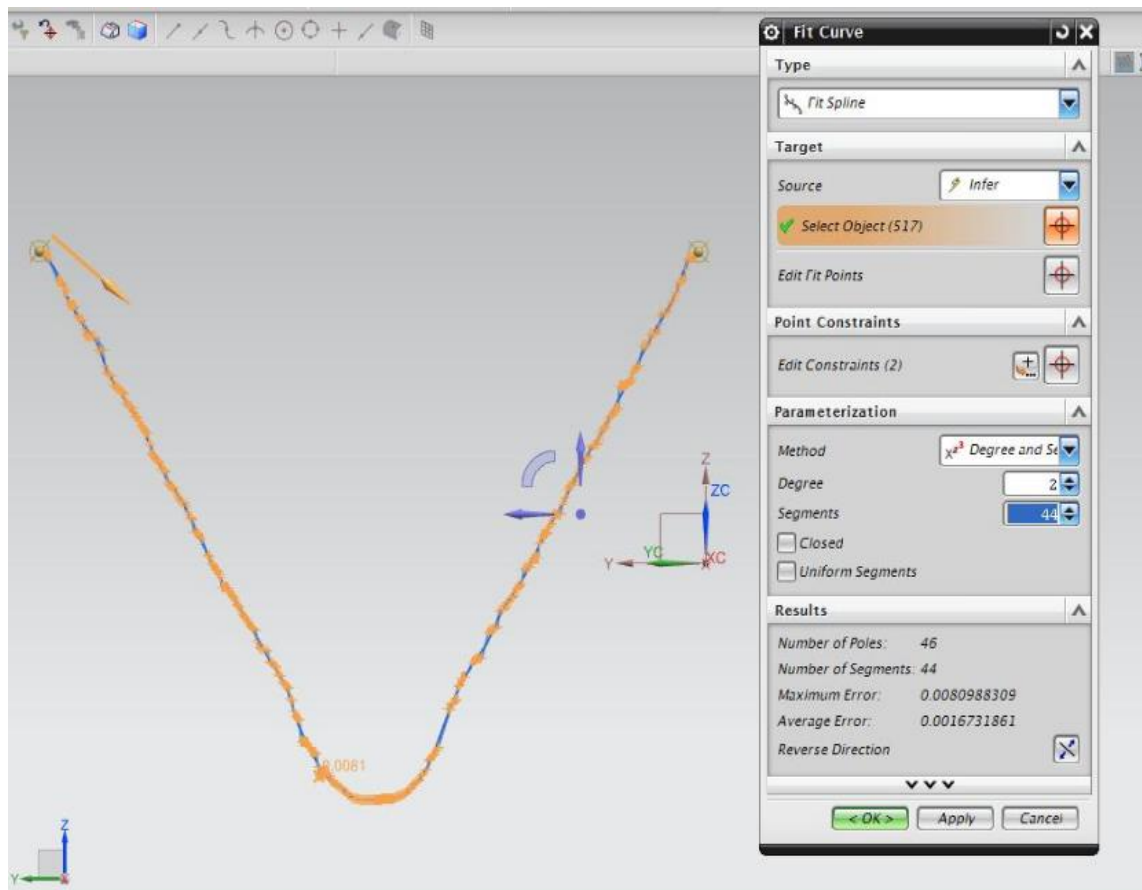 Fit Curve
Type
Fit Spline
Target
Source Infer
Select Object (517)
Edit Fit Points
Point Constraints
Edit Constraints (2)
Parameterization
Method x^z³ Degree and Se
Degree 2
Segments 44
Closed
Uniform Segments
Results
Number of Poles: 46
Number of Segments: 44
Maximum Error: 0.0080988309
Average Error: 0.0016731861
Reverse Direction
< OK > Apply Cancel
Z
ZC
Y YC XC
0.0081
Z
Y